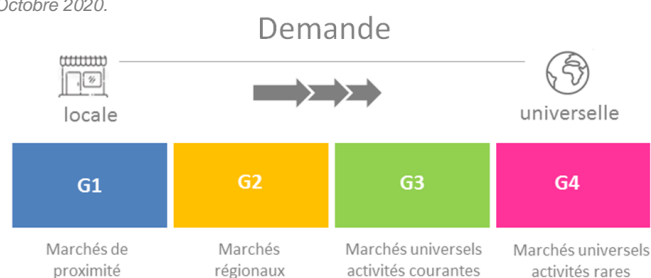 Octobre 2020.
Demande
locale
universelle
G1
G2
G3
G4
Marchés de
proximité
Marchés
régionaux
Marchés universels
activités courantes
Marchés universels
activités rares